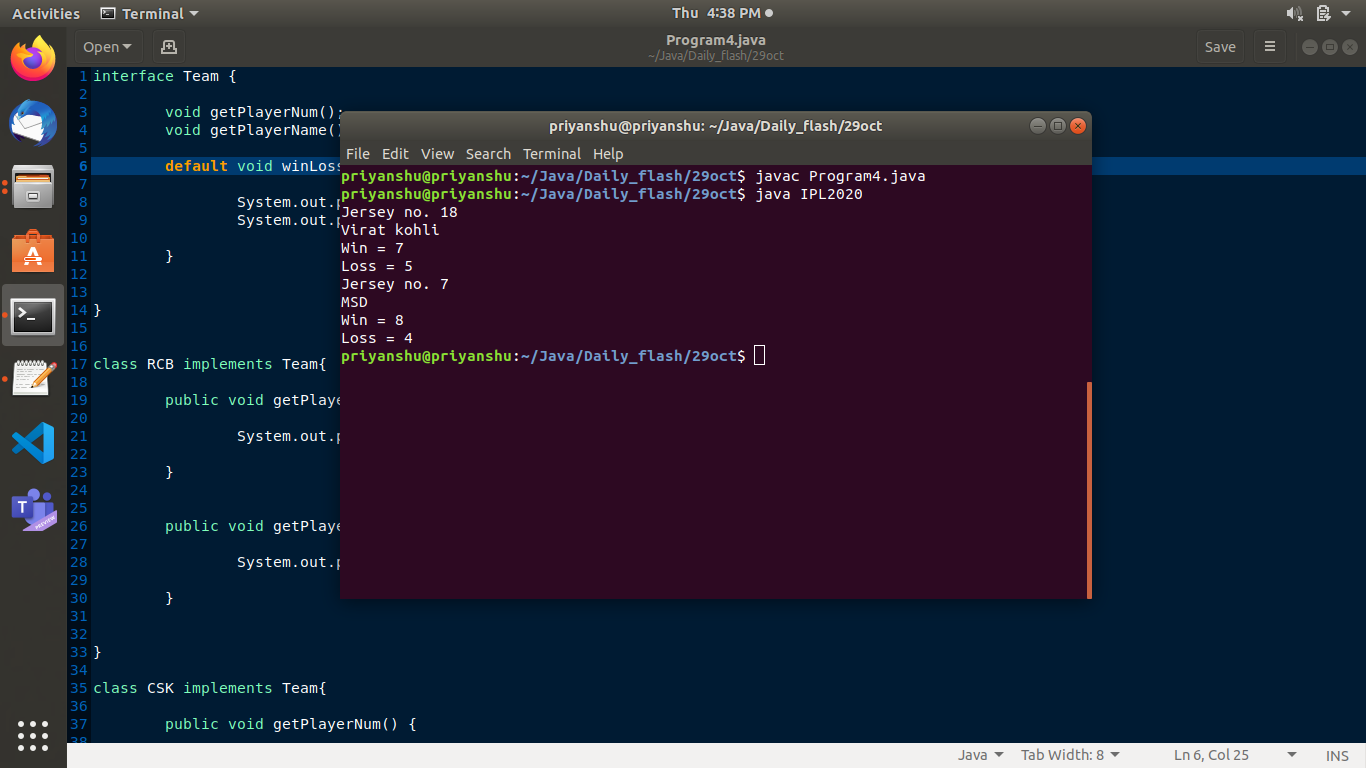 Activities Terminal Thu 4:38 PM
Open Program4.java Save
~/Java/Daily_flash/29oct
1 interface Team {
2
3 void getPlayerNum();
4 void getPlayerName()
5
6 default void winLoss
7
8 System.out.p
9 System.out.p
10
11 }
12
13
14 }
15
16
17 class RCB implements Team{
18
19 public void getPlaye
20
21 System.out.p
22
23 }
24
25
26 public void getPlaye
27
28 System.out.p
29
30 }
31
32
33 }
34
35 class CSK implements Team{
36
37 public void getPlayerNum() {
38
priyanshu@priyanshu: ~/Java/Daily_flash/29oct
File Edit View Search Terminal Help
priyanshu@priyanshu:~/Java/Daily_flash/29oct$ javac Program4.java
priyanshu@priyanshu:~/Java/Daily_flash/29oct$ java IPL2020
Jersey no. 18
Virat kohli
Win = 7
Loss = 5
Jersey no. 7
MSD
Win = 8
Loss = 4
priyanshu@priyanshu:~/Java/Daily_flash/29oct$
T
PREVIEW
Java Tab Width: 8 Ln 6, Col 25 INS